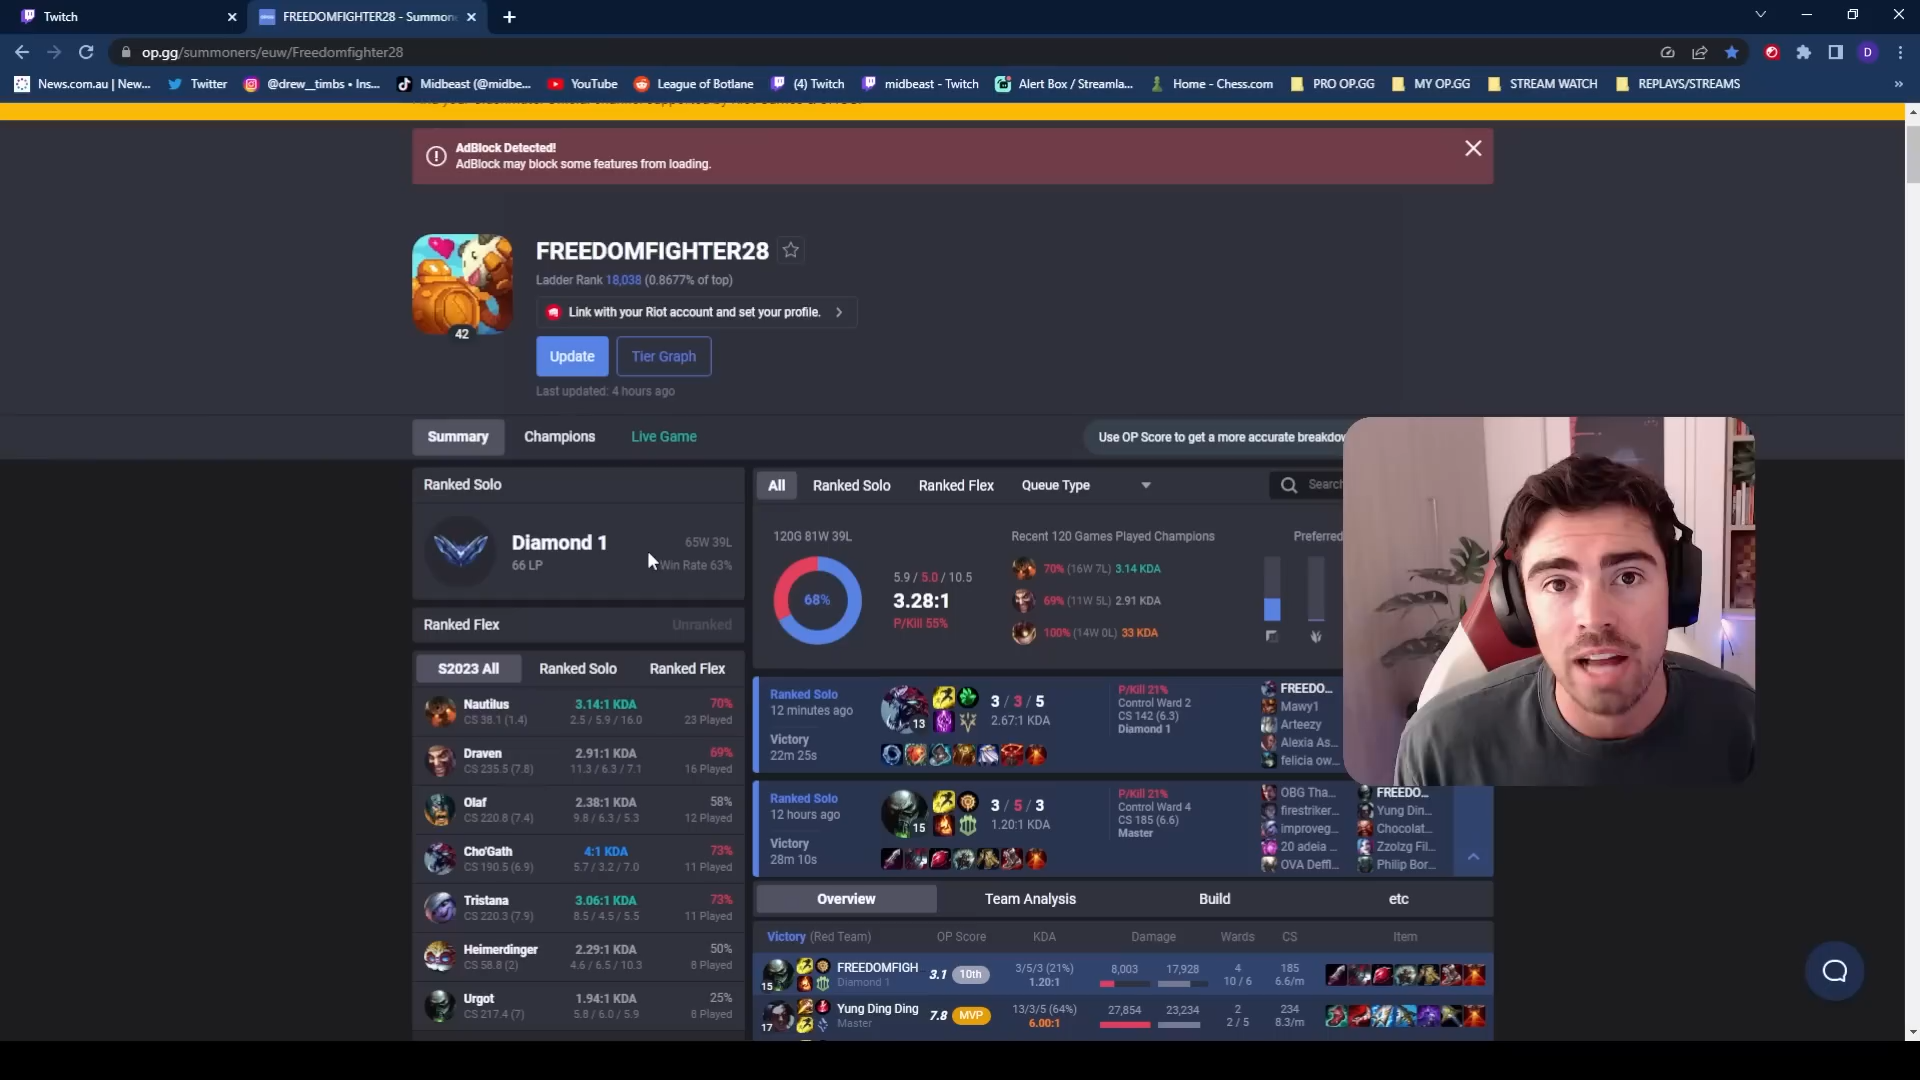 Twitch
FREEDOMFIGHTER28 - Summon
op.gg/summoners/euw/Freedomfighter28
D
News.com.au | New...
Twitter
@drew_timbs • Ins...
Midbeast (@midbe...
YouTube
League of Botlane
(4) Twitch
midbeast - Twitch
Alert Box / Streamla...
Home - Chess.com
PRO OP.GG
MY OP.GG
STREAM WATCH
REPLAYS/STREAMS
AdBlock Detected!
AdBlock may block some features from loading.
FREEDOMFIGHTER28
Ladder Rank 18,038 (0.8677% of top)
42
Link with your Riot account and set your profile.
Update
Tier Graph
Last updated: 4 hours ago
Summary
Champions
Live Game
Use OP Score to get a more accurate breakdow
Ranked Solo
Diamond 1
66 LP
65W 39L
Win Rate 63%
Ranked Flex
Unranked
S2023 All
Ranked Solo
Ranked Flex
Nautilus 3.14:1 KDA 70%
CS 38.1 (1.4) 2.5 / 5.9 / 16.0 23 Played
Draven 2.91:1 KDA 69%
CS 235.5 (7.8) 11.3 / 6.3 / 7.1 16 Played
Olaf 2.38:1 KDA 58%
CS 220.8 (7.4) 9.8 / 6.3 / 5.3 12 Played
Cho'Gath 4:1 KDA 73%
CS 190.5 (6.9) 5.7 / 3.2 / 7.0 11 Played
Tristana 3.06:1 KDA 73%
CS 220.3 (7.9) 8.5 / 4.5 / 5.5 11 Played
Heimerdinger 2.29:1 KDA 50%
CS 58.8 (2) 4.6 / 6.5 / 10.3 8 Played
Urgot 1.94:1 KDA 25%
CS 217.4 (7) 5.8 / 6.0 / 5.9 8 Played
All
Ranked Solo
Ranked Flex
Queue Type
Search
120G 81W 39L
68%
5.9 / 5.0 / 10.5
3.28:1
P/Kill 55%
Recent 120 Games Played Champions
70% (16W 7L) 3.14 KDA
69% (11W 5L) 2.91 KDA
100% (14W 0L) 33 KDA
Preferred
Ranked Solo
12 minutes ago
Victory
22m 25s
13
3 / 3 / 5
2.67:1 KDA
P/Kill 21%
Control Ward 2
CS 142 (6.3)
Diamond 1
FREEDO...
Mawy1
Arteezy
Alexia As...
felicia ow...
Ranked Solo
12 hours ago
Victory
28m 10s
15
3 / 5 / 3
1.20:1 KDA
P/Kill 21%
Control Ward 4
CS 185 (6.6)
Master
OBG Tha...
firestriker...
improveg...
20 adeia ...
OVA Deffl...
FREEDO...
Yung Din...
Chocolat...
Zzolzg Fil...
Philip Bor...
Overview
Team Analysis
Build
etc
Victory (Red Team) OP Score KDA Damage Wards CS Item
15 FREEDOMFIGH 3.1 10th 3/5/3 (21%) 8,003 17,928 4 185
Diamond 1 1.20:1 10 / 6 6.6/m
17 Yung Ding Ding 7.8 MVP 13/3/5 (64%) 27,854 23,234 2 234
Master 6.00:1 2 / 5 8.3/m